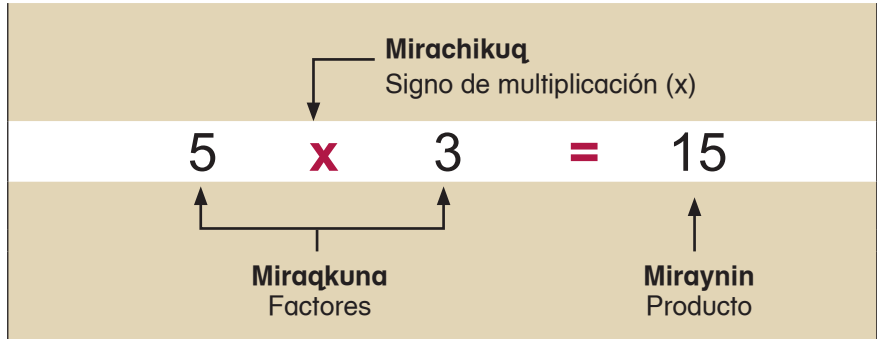 Mirachikuq
Signo de multiplicación (x)
5 x 3 = 15
Miraqkuna
Factores
Miraynin
Producto